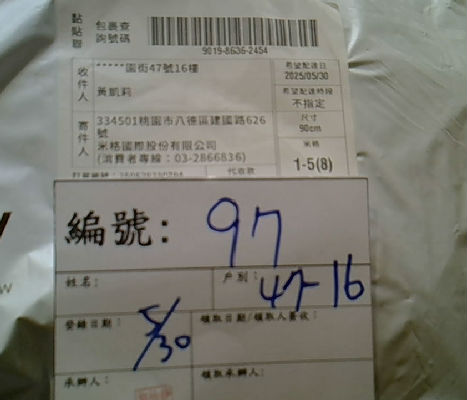 黏貼聯
包裹查詢號碼
9019-8636-2454
收件人
*****園街47號16樓
黃凱莉
希望配達日
2025/05/30
希望配達時段
不指定
寄件人
334501桃園市八德區建國路626
號
米格國際股份有限公司
(消費者專線：03-2866836)
尺寸
90cm
米格
1-5(8)
代收款
編號: 97
姓名:
戶別: 47-16
登錄日期: 5/30
領取日期/領取人簽收:
承辦人:
領取承辦人: